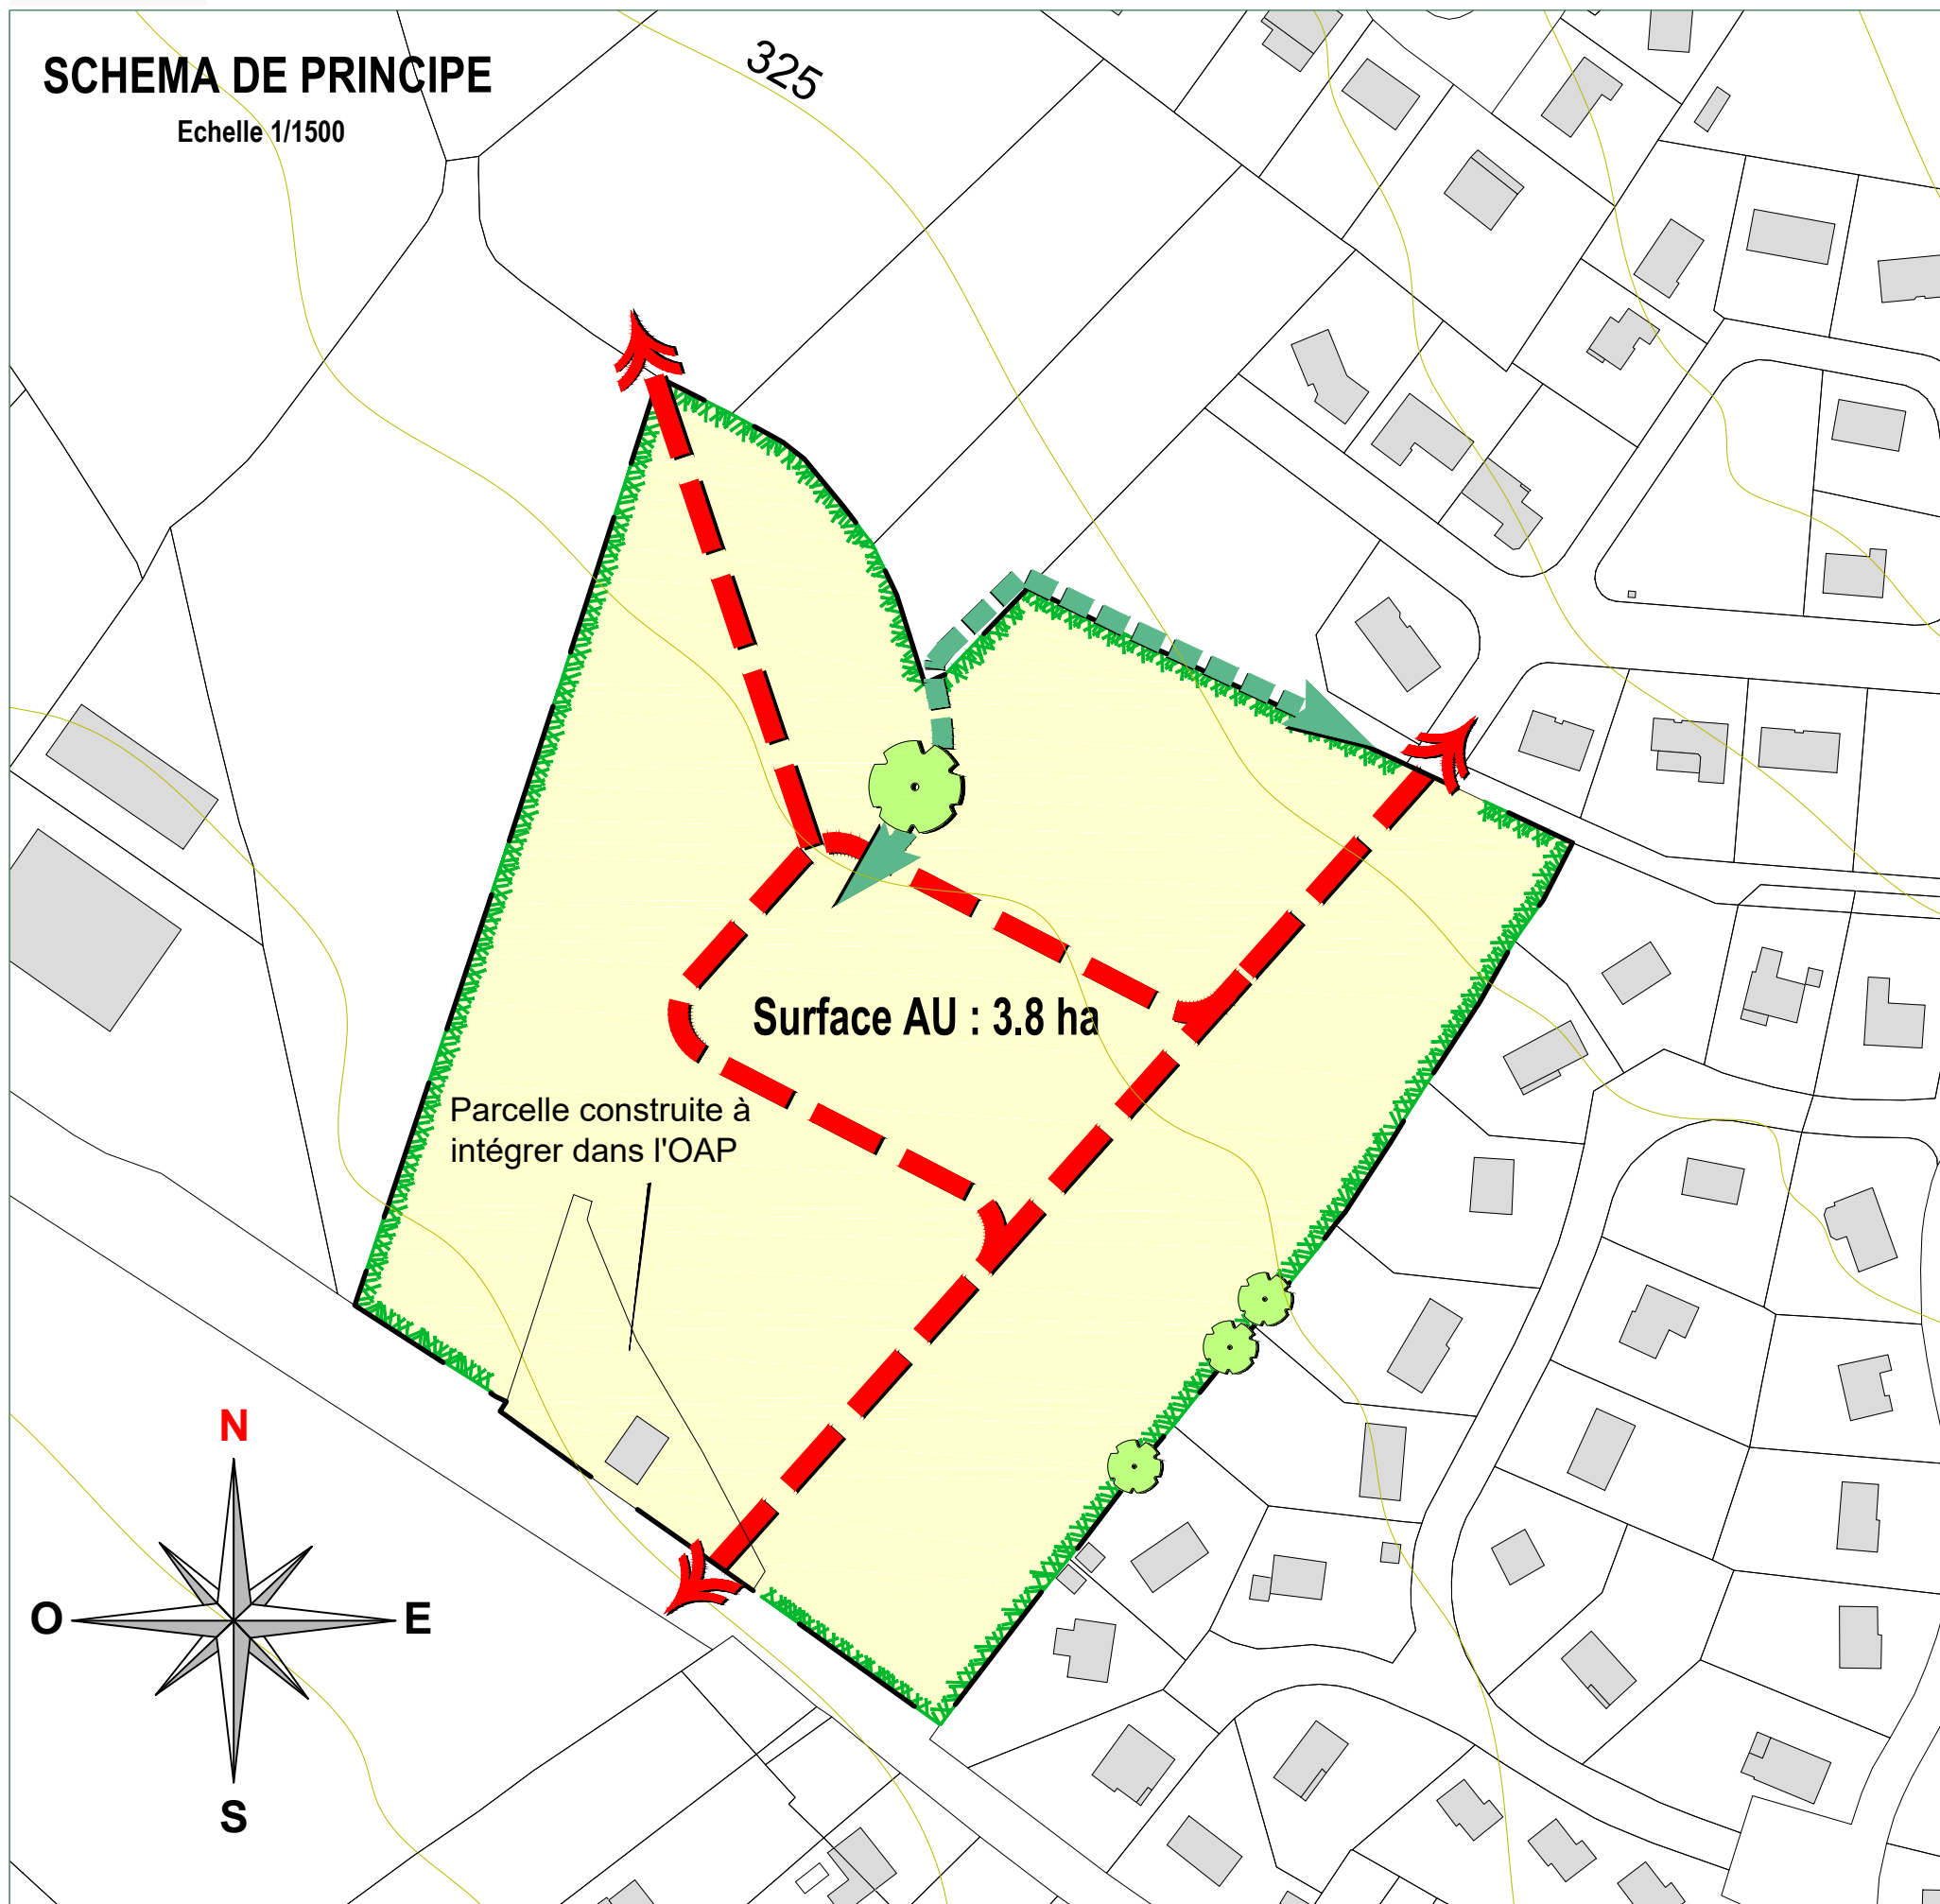 SCHEMA DE PRINCIPE
Echelle 1/1500
325
Surface AU : 3.8 ha
Parcelle construite à
intégrer dans l'OAP
N
O
E
S